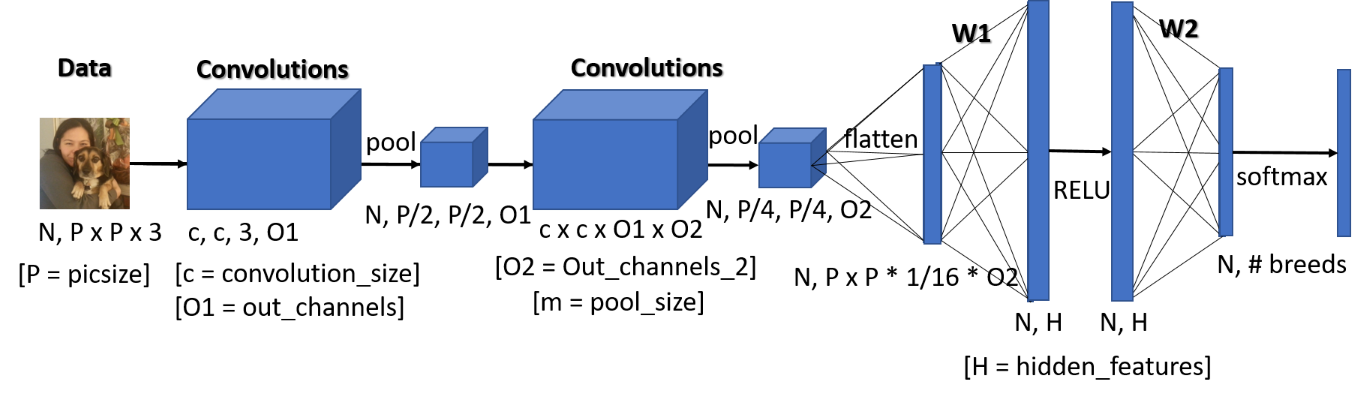 Data
Convolutions
Convolutions
W1
W2
pool
pool
flatten
RELU
softmax
N, P x P x 3
c, c, 3, O1
N, P/2, P/2, O1
c x c x O1 x O2
N, P/4, P/4, O2
N, P x P * 1/16 * O2
N, # breeds
[P = picsize]
[c = convolution_size]
[O1 = out_channels]
[O2 = Out_channels_2]
[m = pool_size]
N, H
N, H
[H = hidden_features]